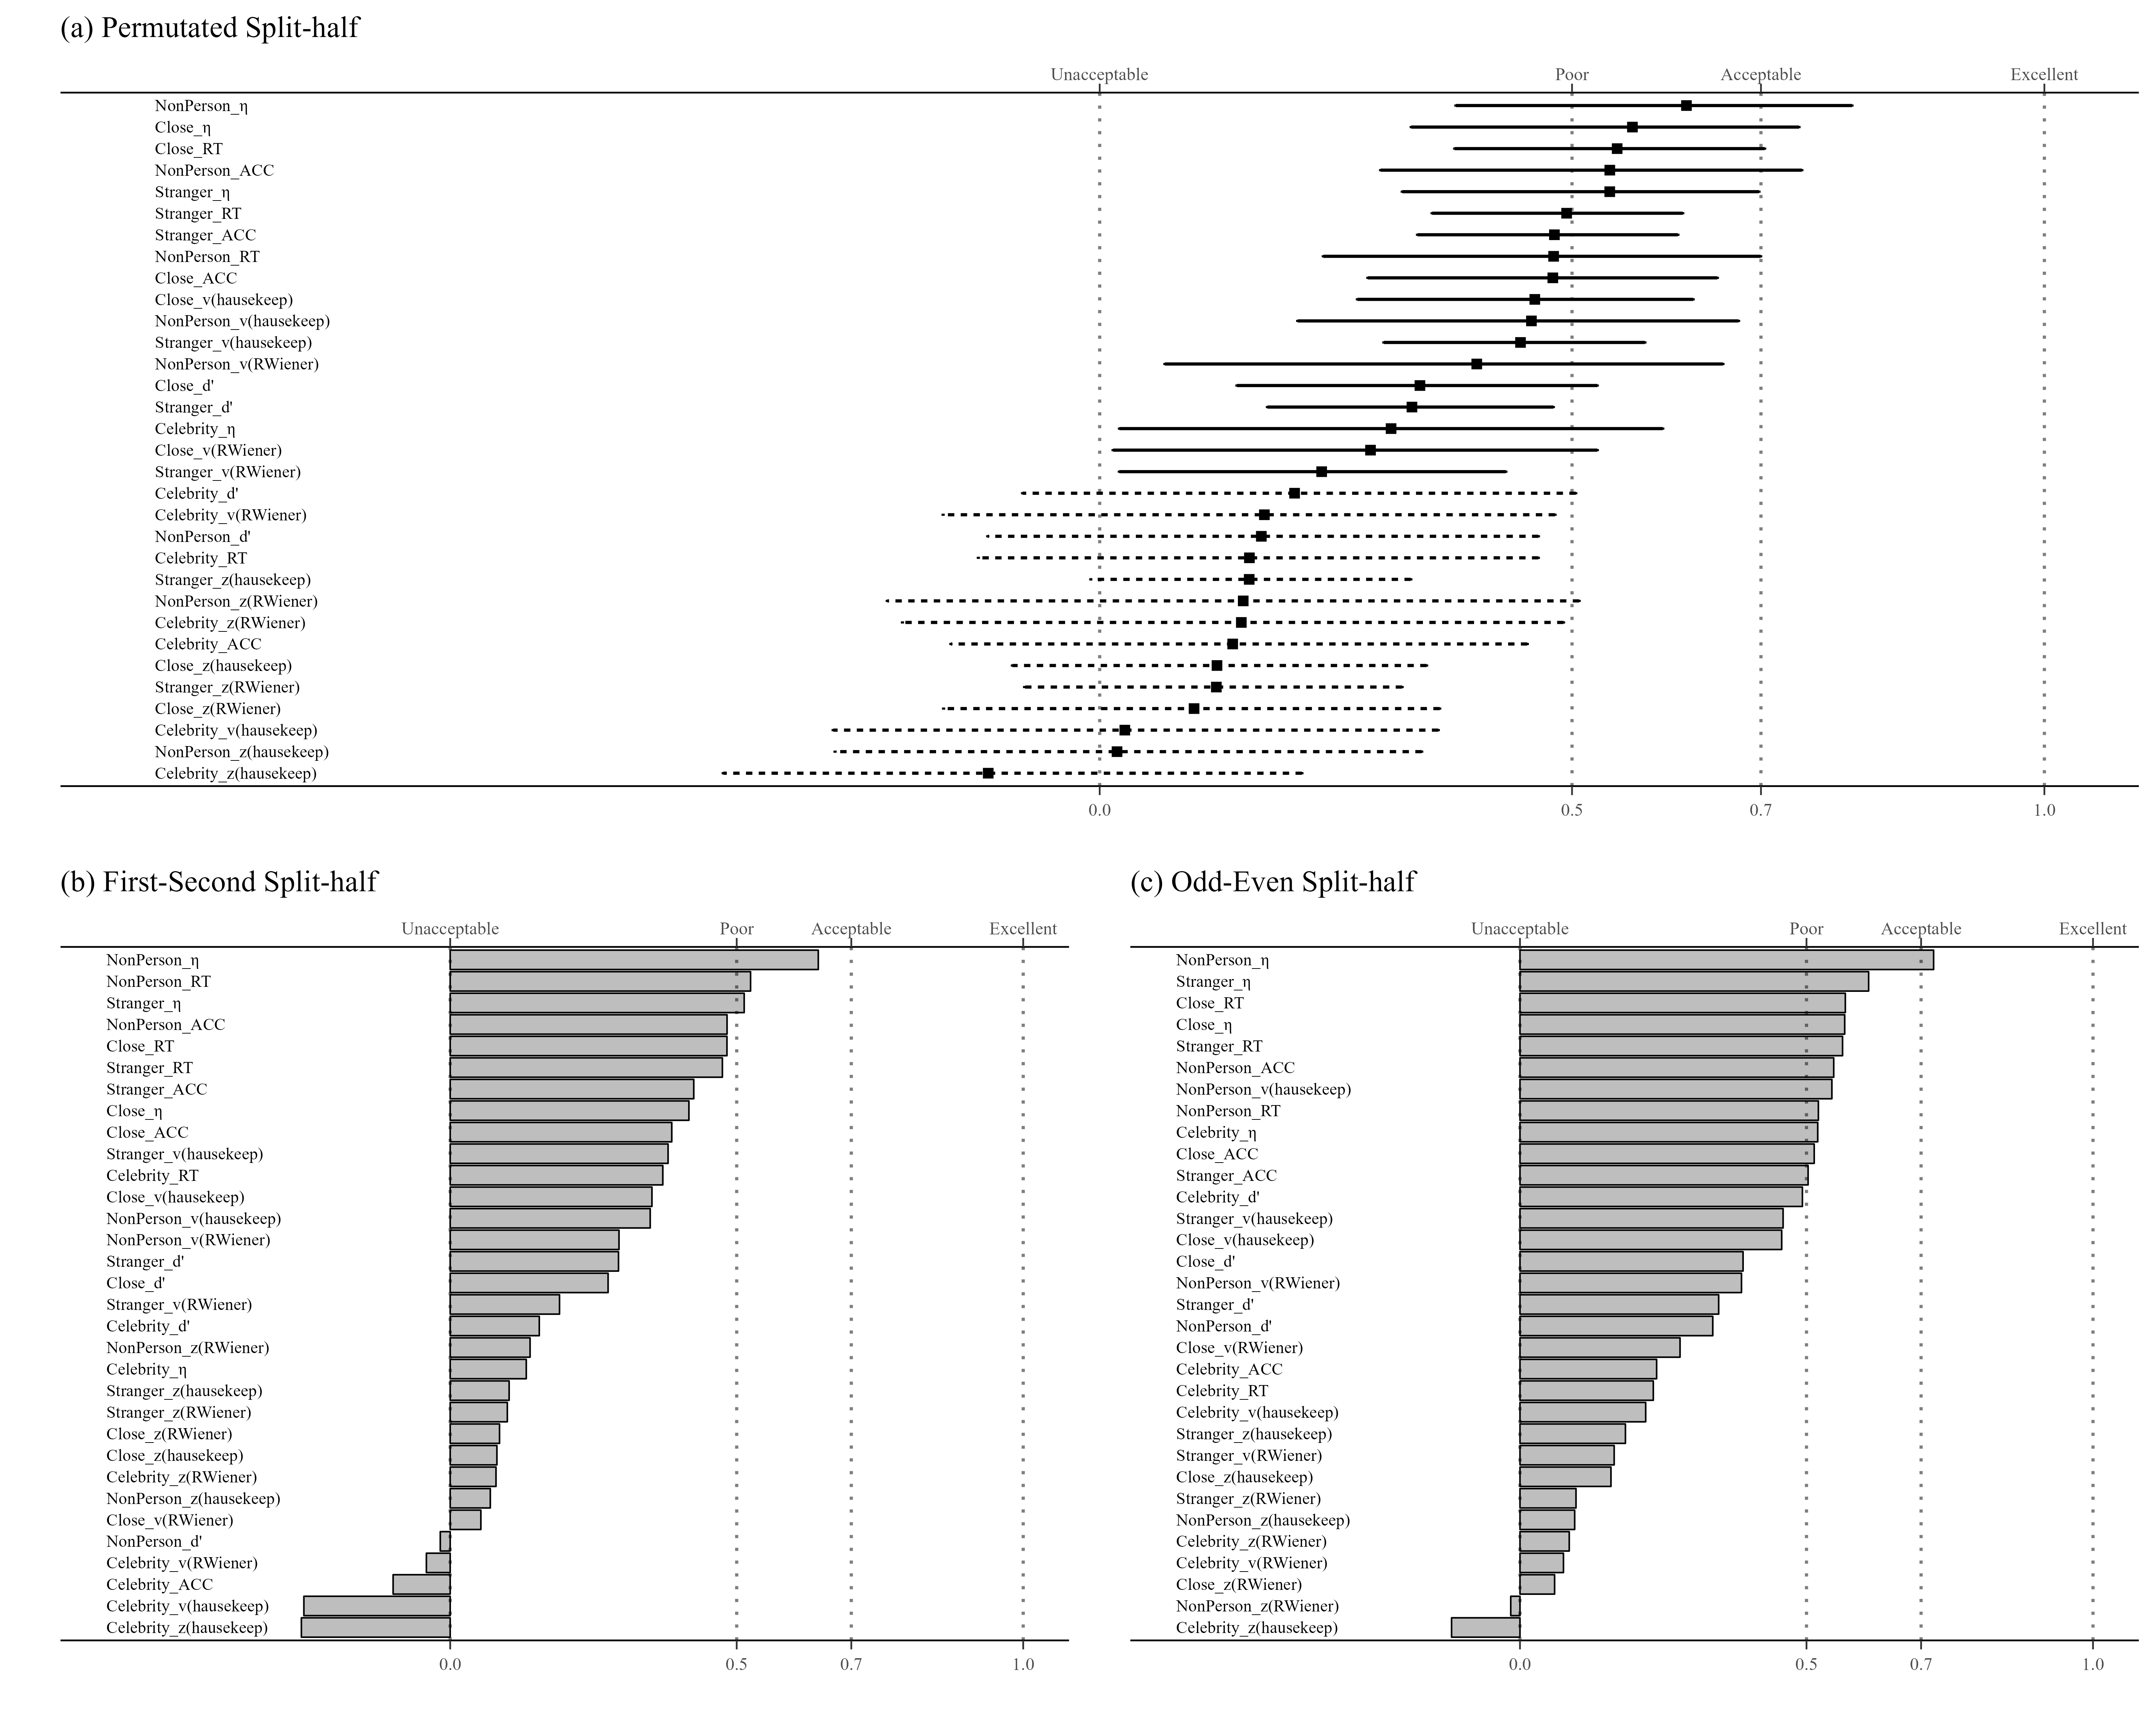 (a) Permutated Split-half
Unacceptable Poor Acceptable Excellent
NonPerson_η
Close_η
Close_RT
NonPerson_ACC
Stranger_η
Stranger_RT
Stranger_ACC
NonPerson_RT
Close_ACC
Close_v(hausekeep)
NonPerson_v(hausekeep)
Stranger_v(hausekeep)
NonPerson_v(RWiener)
Close_d'
Stranger_d'
Celebrity_η
Close_v(RWiener)
Stranger_v(RWiener)
Celebrity_d'
Celebrity_v(RWiener)
NonPerson_d'
Celebrity_RT
Stranger_z(hausekeep)
NonPerson_z(RWiener)
Celebrity_z(RWiener)
Celebrity_ACC
Close_z(hausekeep)
Stranger_z(RWiener)
Close_z(RWiener)
Celebrity_v(hausekeep)
NonPerson_z(hausekeep)
Celebrity_z(hausekeep)
0.0 0.5 0.7 1.0
(b) First-Second Split-half
Unacceptable Poor Acceptable Excellent
NonPerson_η
NonPerson_RT
Stranger_η
NonPerson_ACC
Close_RT
Stranger_RT
Stranger_ACC
Close_η
Close_ACC
Stranger_v(hausekeep)
Celebrity_RT
Close_v(hausekeep)
NonPerson_v(hausekeep)
NonPerson_v(RWiener)
Stranger_d'
Close_d'
Stranger_v(RWiener)
Celebrity_d'
NonPerson_z(RWiener)
Celebrity_η
Stranger_z(hausekeep)
Stranger_z(RWiener)
Close_z(RWiener)
Close_z(hausekeep)
Celebrity_z(RWiener)
NonPerson_z(hausekeep)
Close_v(RWiener)
NonPerson_d'
Celebrity_v(RWiener)
Celebrity_ACC
Celebrity_v(hausekeep)
Celebrity_z(hausekeep)
0.0 0.5 0.7 1.0
(c) Odd-Even Split-half
Unacceptable Poor Acceptable Excellent
NonPerson_η
Stranger_η
Close_RT
Close_η
Stranger_RT
NonPerson_ACC
NonPerson_v(hausekeep)
NonPerson_RT
Celebrity_η
Close_ACC
Stranger_ACC
Celebrity_d'
Stranger_v(hausekeep)
Close_v(hausekeep)
Close_d'
NonPerson_v(RWiener)
Stranger_d'
NonPerson_d'
Close_v(RWiener)
Celebrity_ACC
Celebrity_RT
Celebrity_v(hausekeep)
Stranger_z(hausekeep)
Stranger_v(RWiener)
Close_z(hausekeep)
Stranger_z(RWiener)
NonPerson_z(hausekeep)
Celebrity_z(RWiener)
Celebrity_v(RWiener)
Close_z(RWiener)
NonPerson_z(RWiener)
Celebrity_z(hausekeep)
0.0 0.5 0.7 1.0